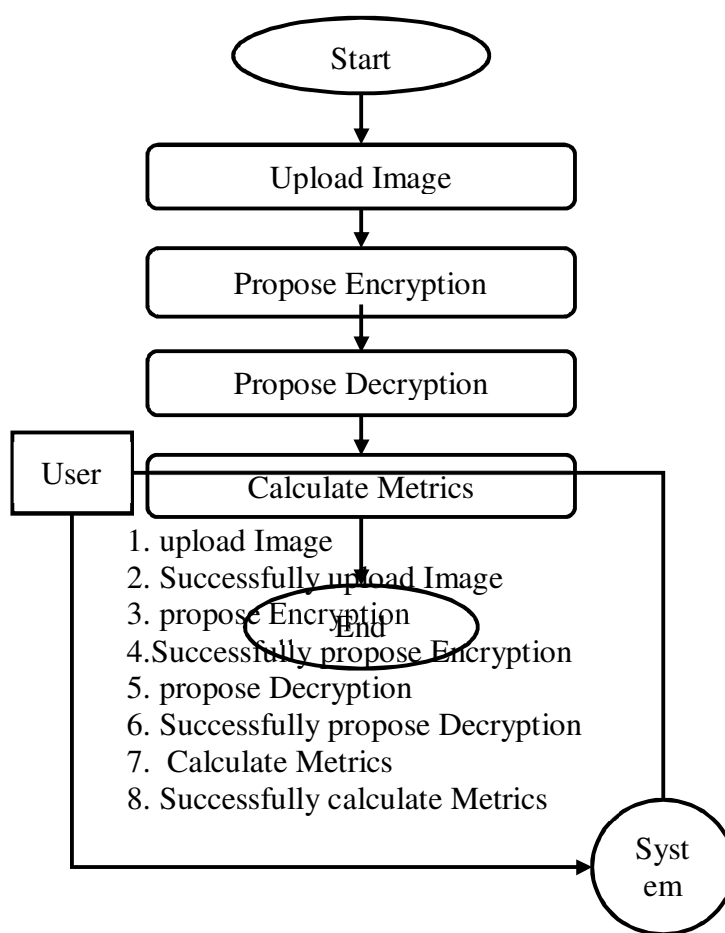 Start
Upload Image
Propose Encryption
Propose Decryption
User
Calculate Metrics
1. upload Image
2. Successfully upload Image
3. propose Encryption
End
4.Successfully propose Encryption
5. propose Decryption
6. Successfully propose Decryption
7.  Calculate Metrics
8. Successfully calculate Metrics
Syst
em